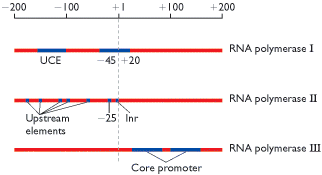 −200 −100 +1 +100 +200
RNA polymerase I
UCE −45 +20
RNA polymerase II
Upstream elements −25 Inr
RNA polymerase III
Core promoter